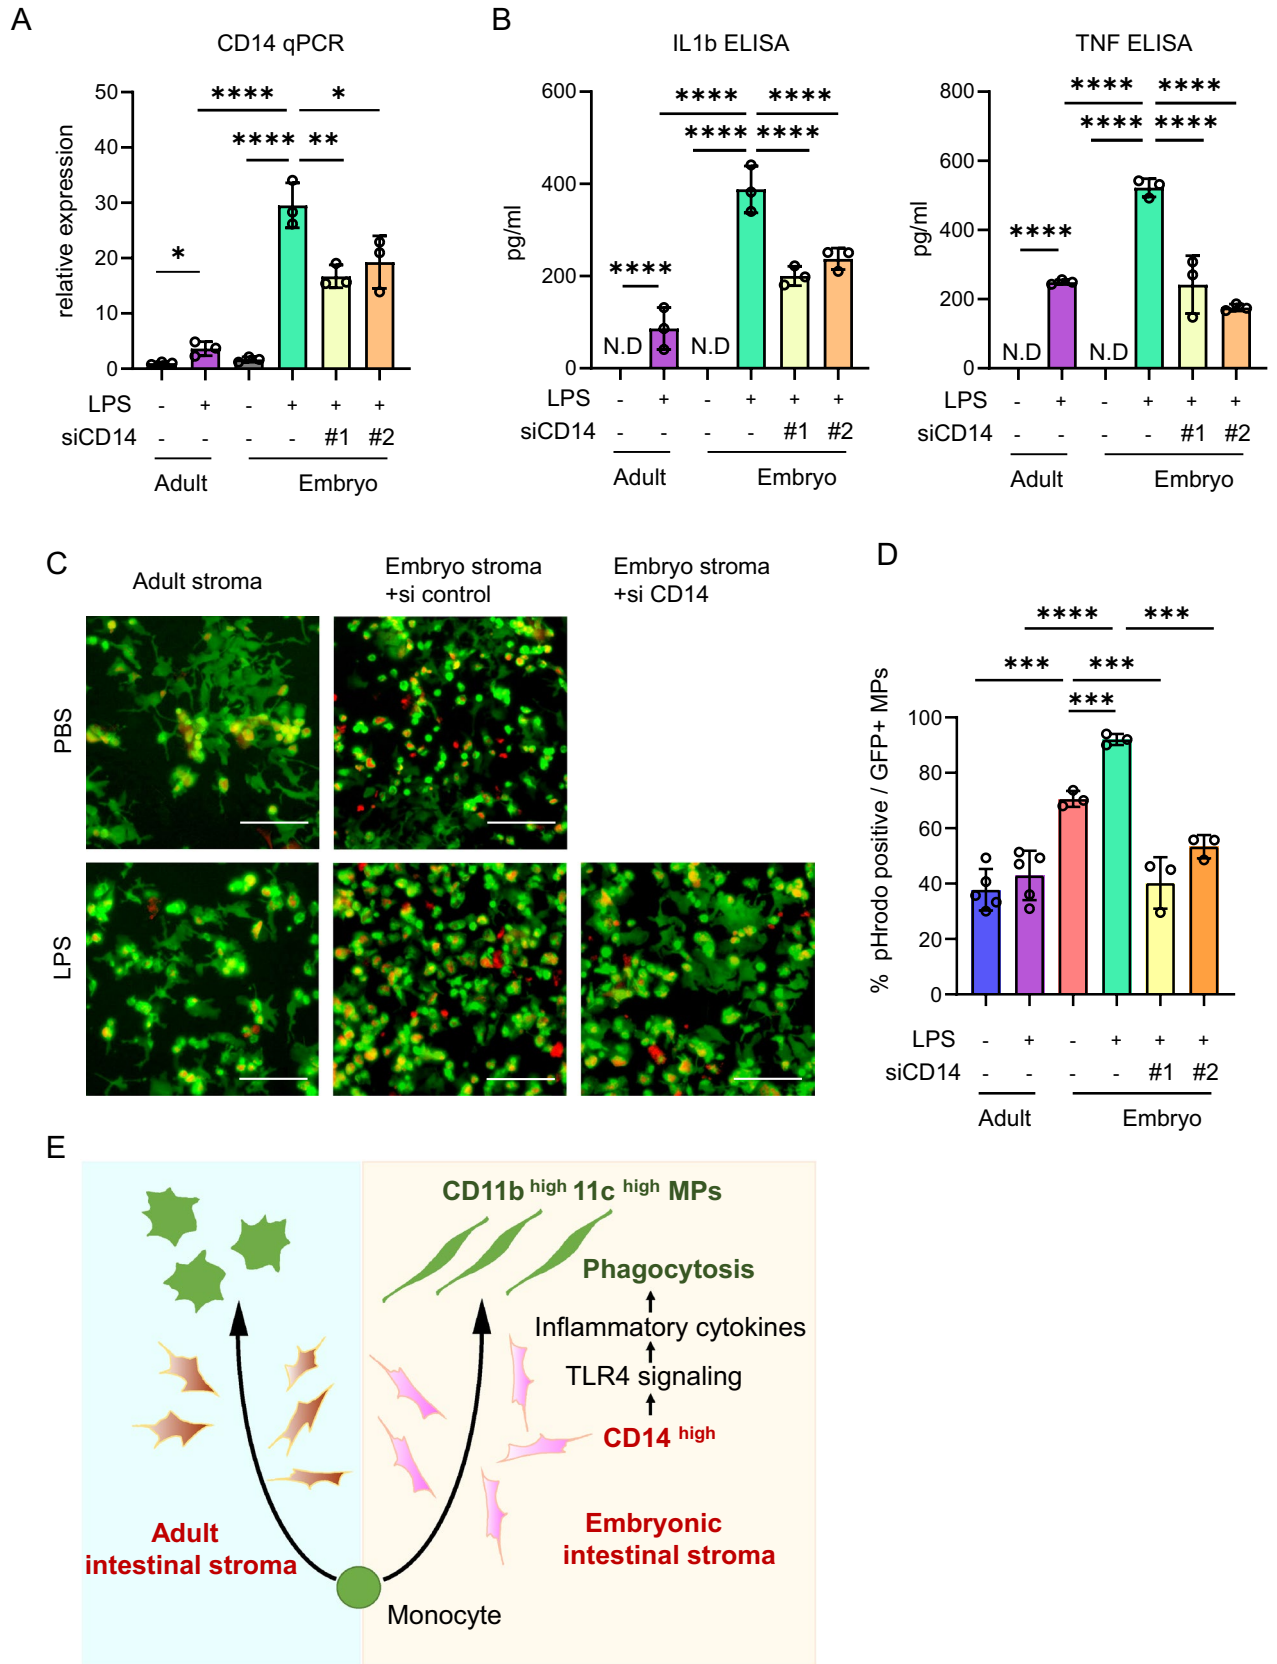 A
CD14 qPCR
relative expression
50
40
30
20
10
0
**** *
**** **
*
LPS - + - + + +
siCD14 - - - - #1 #2
Adult Embryo
B
IL1b ELISA
pg/ml
600
400
200
0
**** ****
**** ****
****
N.D N.D
LPS - + - + + +
siCD14 - - - - #1 #2
Adult Embryo
TNF ELISA
pg/ml
800
600
400
200
0
**** ****
**** ****
****
N.D N.D
LPS - + - + + +
siCD14 - - - - #1 #2
Adult Embryo
C
Adult stroma
Embryo stroma
+si control
Embryo stroma
+si CD14
PBS
LPS
D
% pHrodo positive / GFP+ MPs
100
80
60
40
20
0
**** ***
*** ***
***
LPS - + - + + +
siCD14 - - - - #1 #2
Adult Embryo
E
CD11b high 11c high MPs
Phagocytosis
Inflammatory cytokines
TLR4 signaling
CD14 high
Adult
intestinal stroma
Embryonic
intestinal stroma
Monocyte